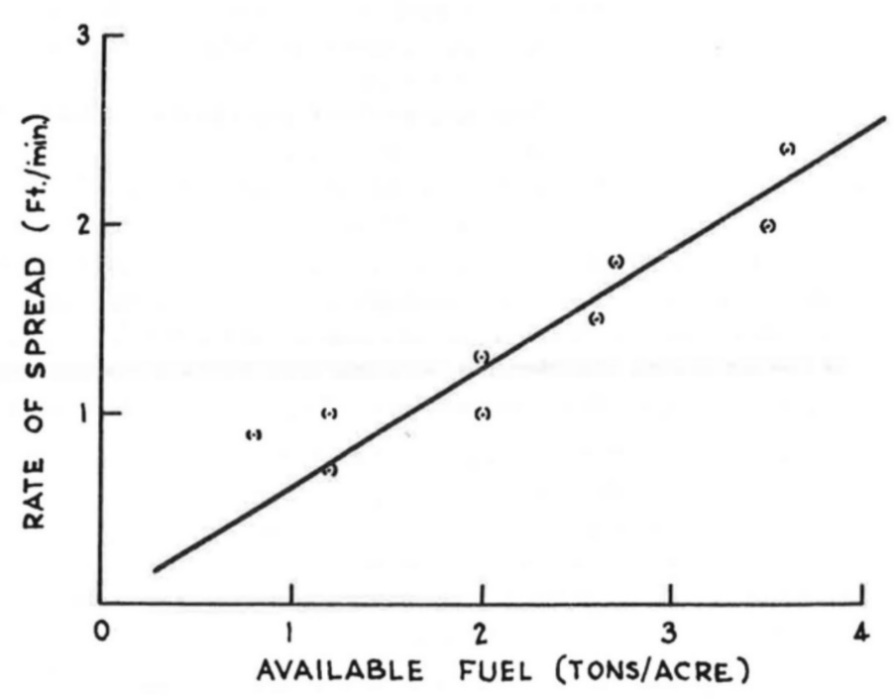 3
2
1
0 1 2 3 4
RATE OF SPREAD (Ft./min.)
AVAILABLE FUEL (TONS/ACRE)